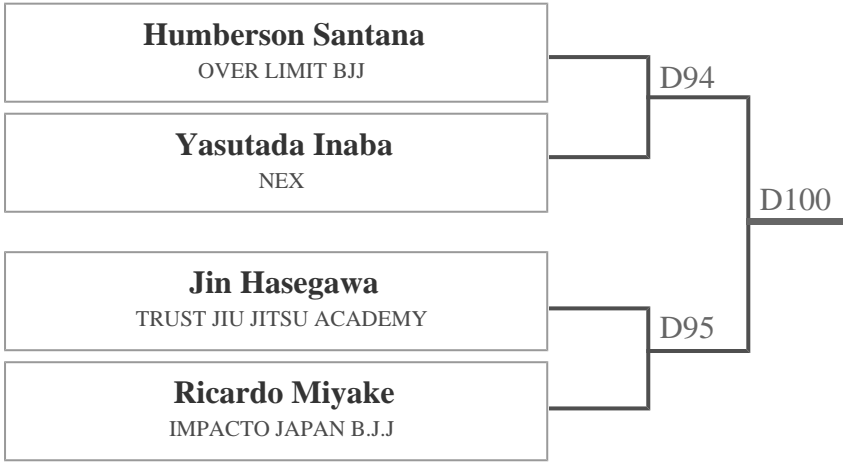 Humberson Santana
OVER LIMIT BJJ
D94
Yasutada Inaba
NEX
D100
Jin Hasegawa
TRUST JIU JITSU ACADEMY
D95
Ricardo Miyake
IMPACTO JAPAN B.J.J